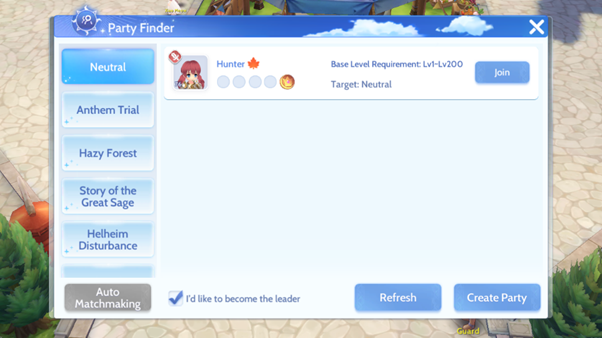 Party Finder
Neutral
Hunter
Base Level Requirement: Lv1-Lv200
Target: Neutral
Join
Anthem Trial
Hazy Forest
Story of the
Great Sage
Helheim
Disturbance
Auto
Matchmaking
I'd like to become the leader
Refresh
Create Party
Guard